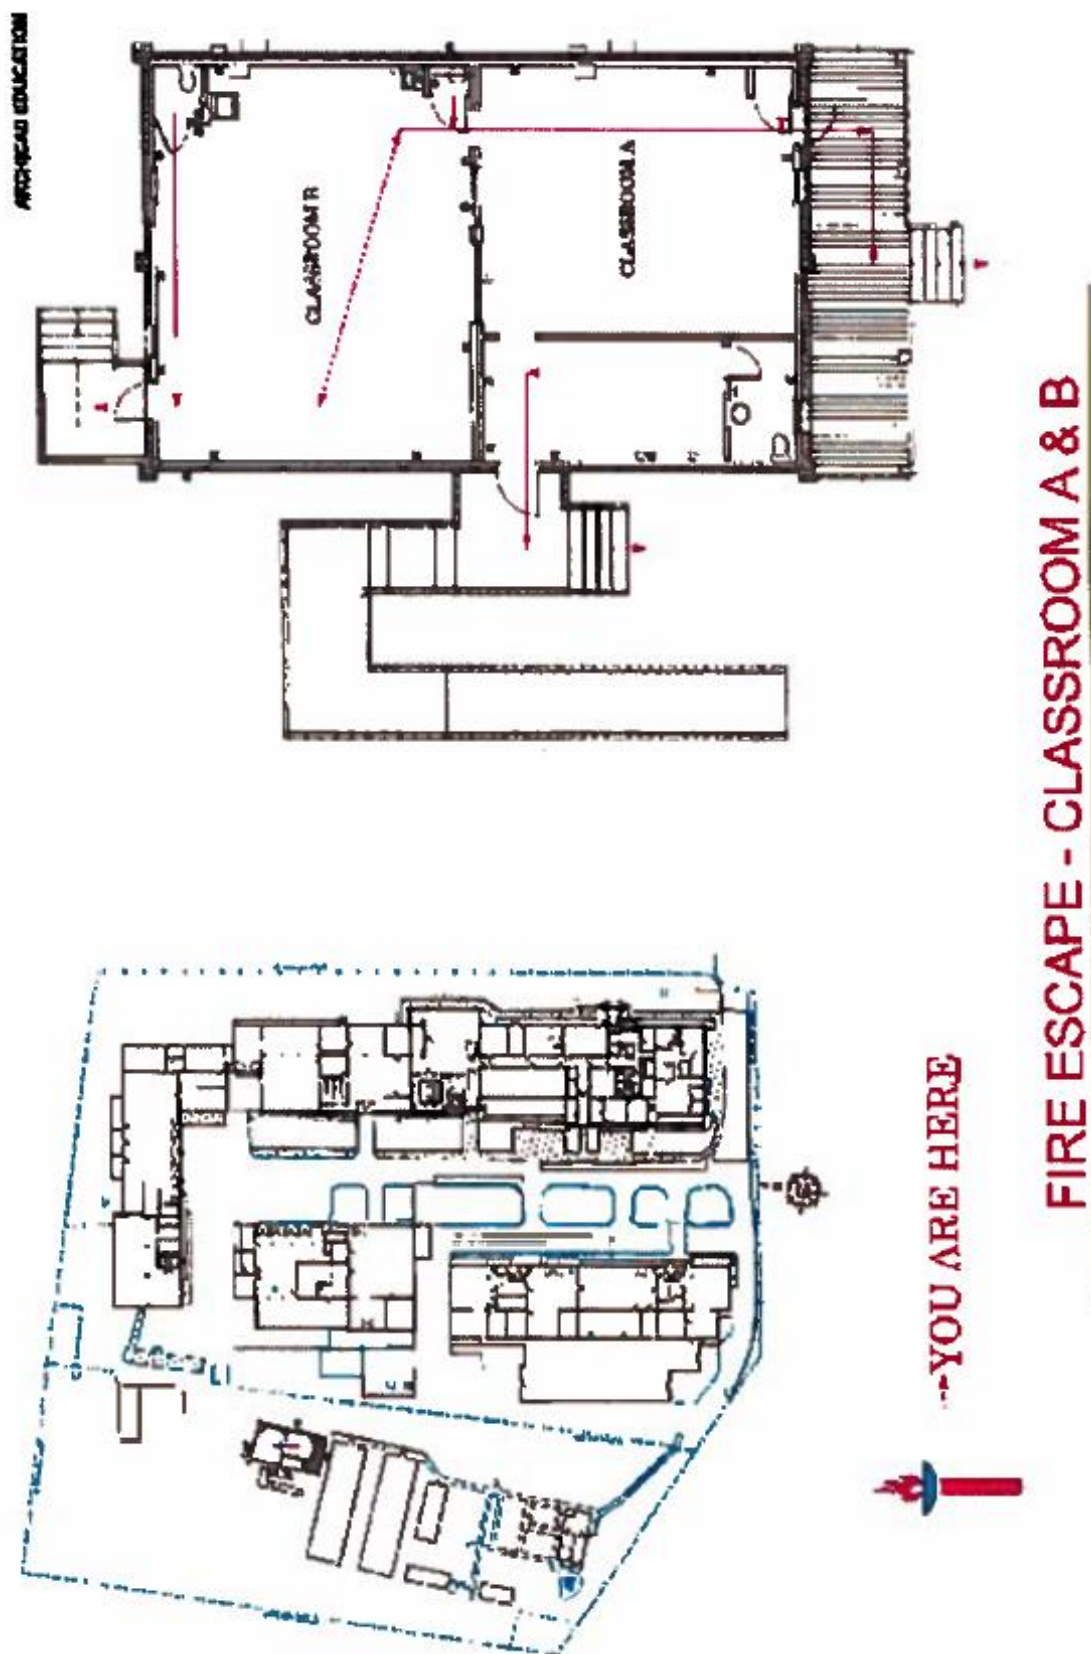 ARCHICAD EDUCATION
CLASSROOM B
CLASSROOM A
YOU ARE HERE
FIRE ESCAPE - CLASSROOM A & B